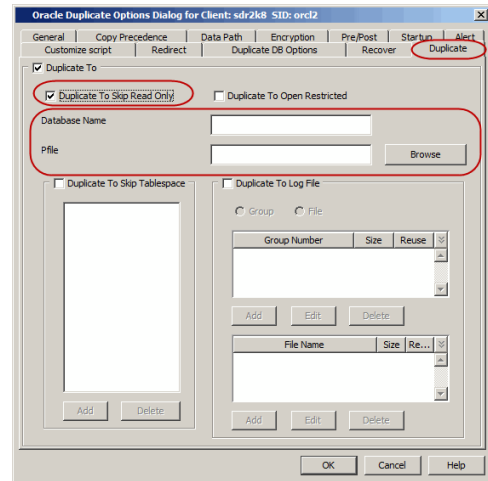 Oracle Duplicate Options Dialog for Client: sdr2k8 SID: orcl2
General Copy Precedence Data Path Encryption Pre/Post Startup Alert
Customize script Redirect Duplicate DB Options Recover Duplicate
Duplicate To
Duplicate To Skip Read Only Duplicate To Open Restricted
Database Name
Pfile Browse
Duplicate To Skip Tablespace Duplicate To Log File
Group File
Group Number Size Reuse
Add Edit Delete
File Name Size Re...
Add Delete
Add Edit Delete
OK Cancel Help